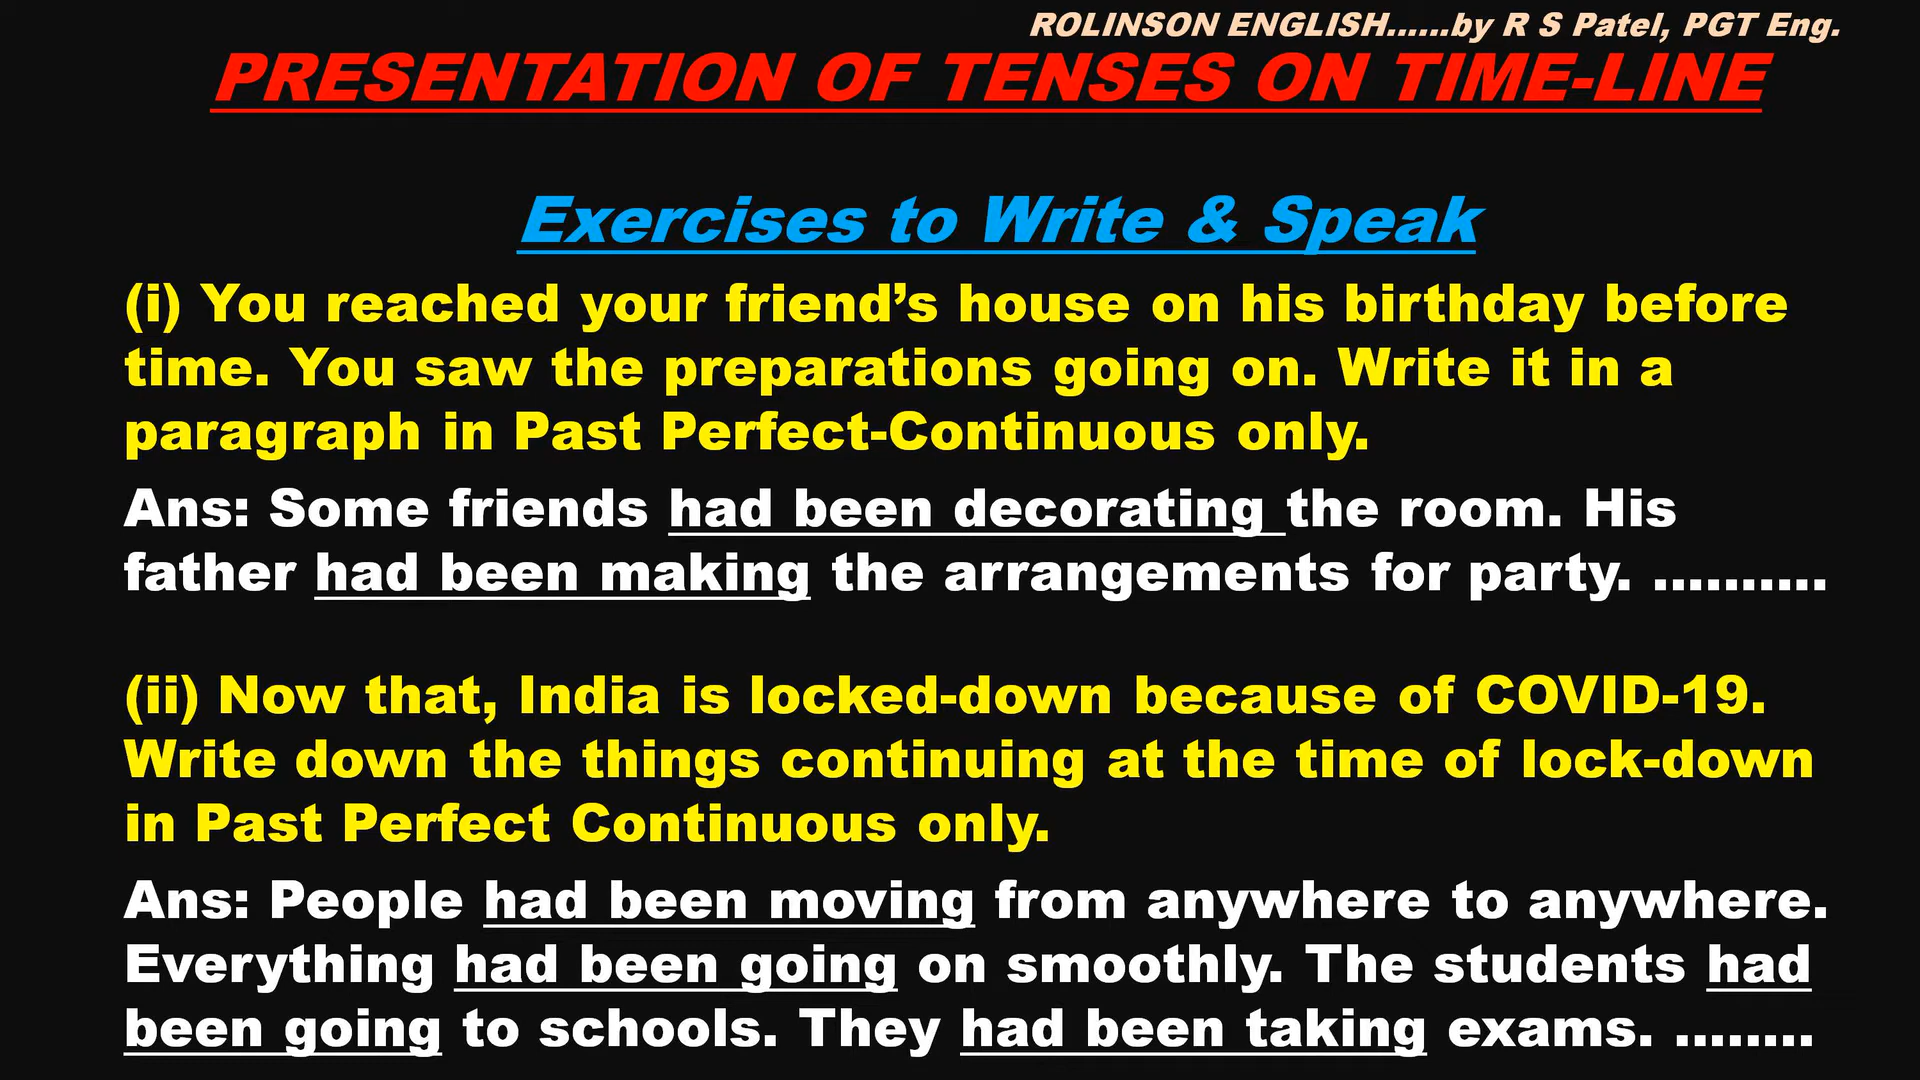 ROLINSON ENGLISH......by R S Patel, PGT Eng.
PRESENTATION OF TENSES ON TIME-LINE
Exercises to Write & Speak
(i) You reached your friend’s house on his birthday before
time. You saw the preparations going on. Write it in a
paragraph in Past Perfect-Continuous only.
Ans: Some friends had been decorating the room. His
father had been making the arrangements for party. ..........
(ii) Now that, India is locked-down because of COVID-19.
Write down the things continuing at the time of lock-down
in Past Perfect Continuous only.
Ans: People had been moving from anywhere to anywhere.
Everything had been going on smoothly. The students had
been going to schools. They had been taking exams. ........